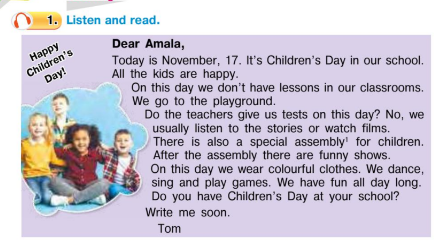 1. Listen and read.
Happy
Children's
Day!
Dear Amala,
Today is November, 17. It's Children's Day in our school.
All the kids are happy.
On this day we don't have lessons in our classrooms.
We go to the playground.
Do the teachers give us tests on this day? No, we
usually listen to the stories or watch films.
There is also a special assembly¹ for children.
After the assembly there are funny shows.
On this day we wear colourful clothes. We dance,
sing and play games. We have fun all day long.
Do you have Children's Day at your school?
Write me soon.
Tom